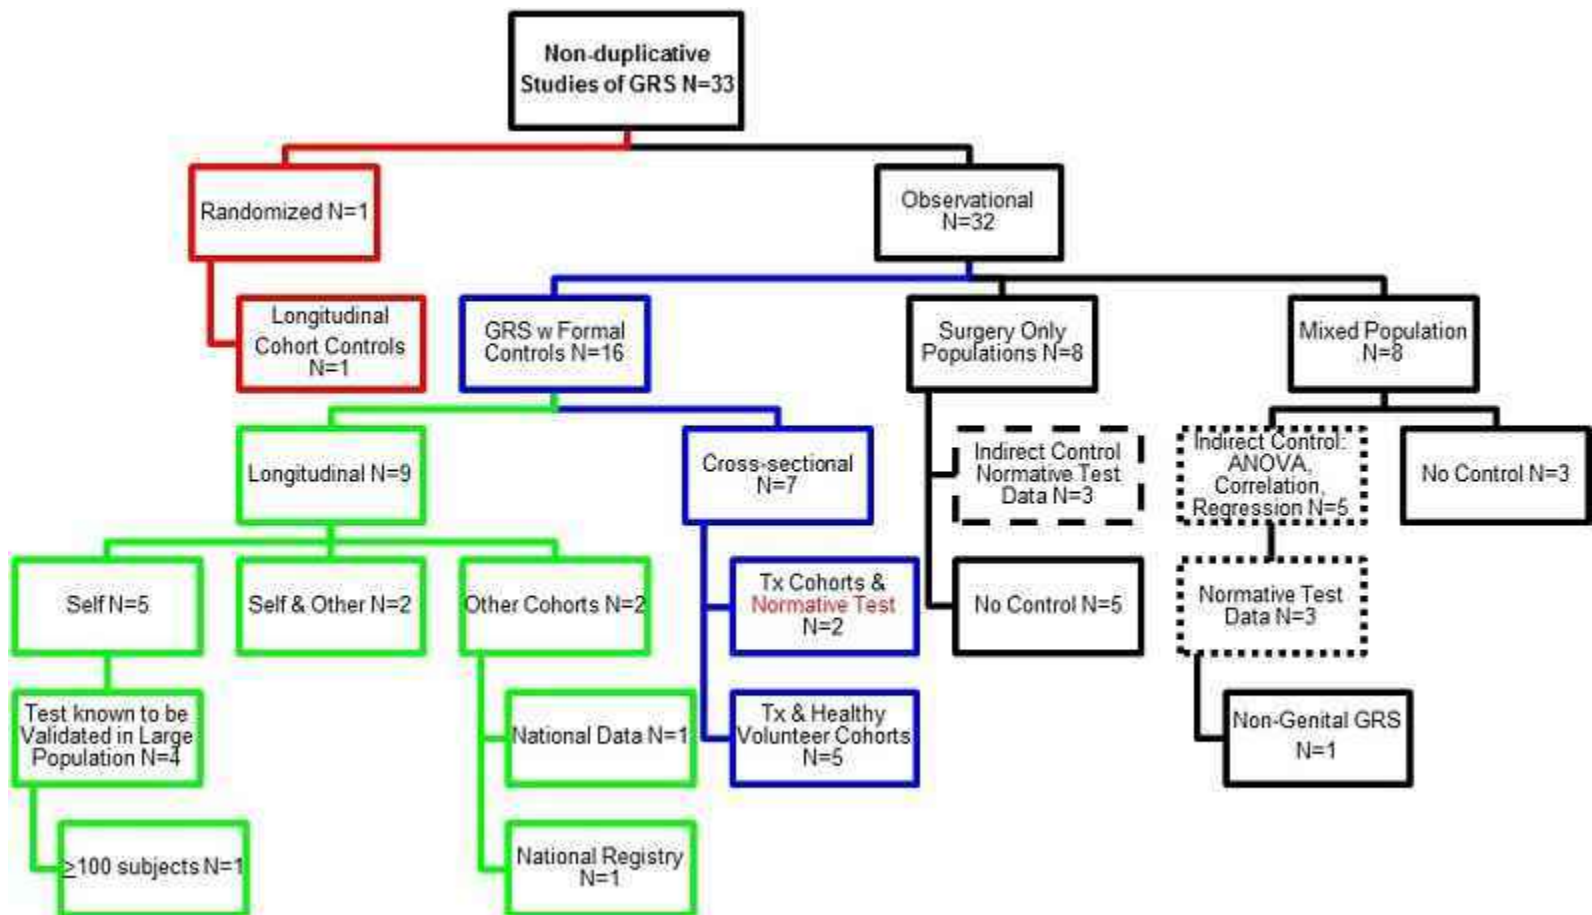 Non-duplicative
Studies of GRS N=33
Randomized N=1
Observational
N=32
Longitudinal
Cohort Controls
N=1
GRS w Formal
Controls N=16
Surgery Only
Populations N=8
Mixed Population
N=8
Longitudinal N=9
Cross-sectional
N=7
Indirect Control
Normative Test
Data N=3
Indirect Control:
ANOVA,
Correlation,
Regression N=5
No Control N=3
Self N=5
Self & Other N=2
Other Cohorts N=2
Tx Cohorts &
Normative Test
N=2
No Control N=5
Normative Test
Data N=3
Test known to be
Validated in Large
Population N=4
National Data N=1
Tx & Healthy
Volunteer Cohorts
N=5
Non-Genital GRS
N=1
≥100 subjects N=1
National Registry
N=1